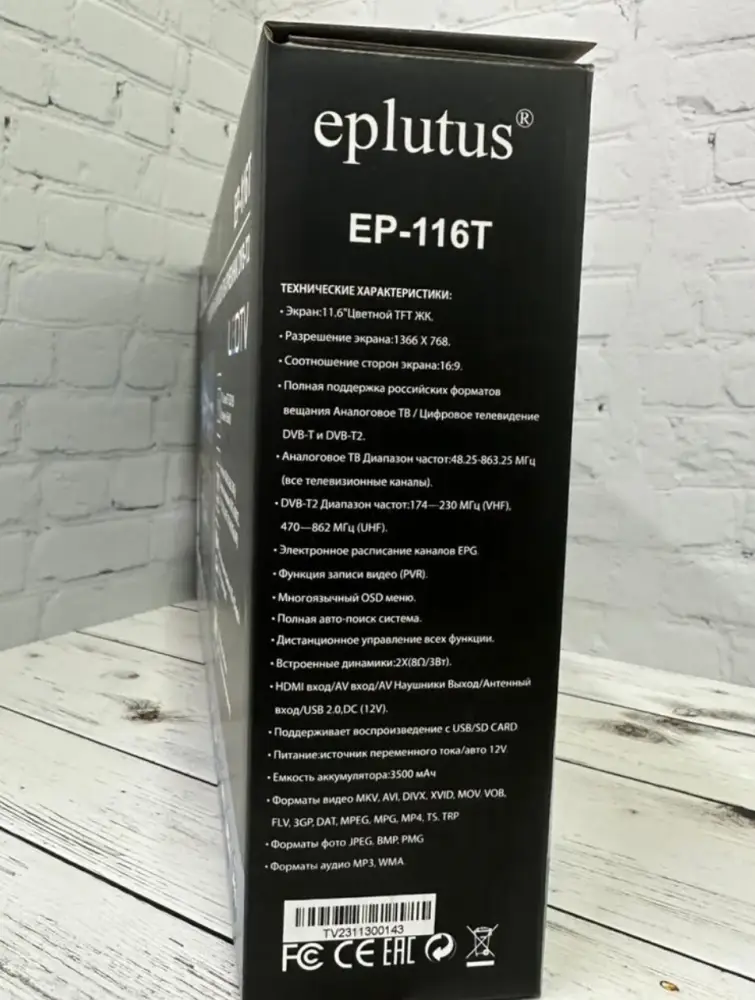 eplutus®
EP-116T
ТЕХНИЧЕСКИЕ ХАРАКТЕРИСТИКИ:
• Экран:11.6"Цветной TFT ЖК.
• Разрешение экрана:1366 X 768.
• Соотношение сторон экрана:16:9.
• Полная поддержка российских форматов
вещания Аналоговое ТВ / Цифровое телевидение
DVB-T и DVB-T2.
• Аналоговое ТВ Диапазон частот:48.25-863.25 МГц
(все телевизионные каналы).
• DVB-T2 Диапазон частот:174—230 МГц (VHF),
470—862 МГц (UHF).
• Электронное расписание каналов EPG.
• Функция записи видео (PVR).
• Многоязычный OSD меню.
• Полная авто-поиск система.
• Дистанционное управление всех функции.
• Встроенные динамики:2X(8Ω/3Вт).
• HDMI вход/AV вход/AV Наушники Выход/Антенный
вход/USB 2.0,DC (12V).
• Поддерживает воспроизведение с USB/SD CARD
• Питание:источник переменного тока/авто 12V.
• Емкость аккумулятора:3500 мАч
• Форматы видео MKV, AVI, DIVX, XVID, MOV. VOB,
FLV, 3GP, DAT, MPEG, MPG, MP4, TS, TRP
• Форматы фото JPEG, BMP, PMG
• Форматы аудио MP3, WMA
TV2311300143
FC CE EAC
EP-116T
DTV